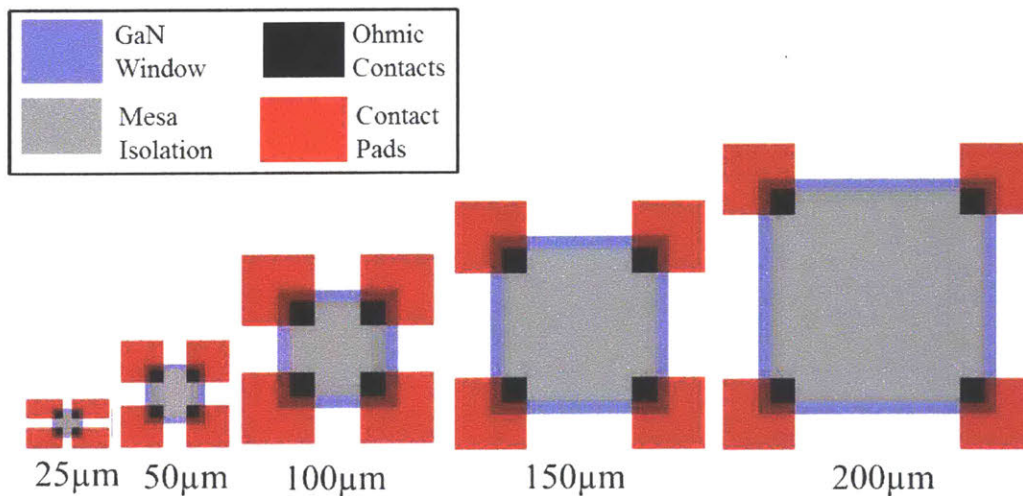 GaN
Window
Ohmic
Contacts
Mesa
Isolation
Contact
Pads
25µm
50µm
100µm
150µm
200µm